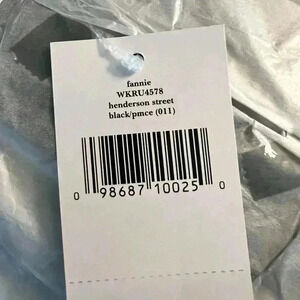 fannie
WKRU4578
henderson street
black/pmce (011)
0 98687 10025 0